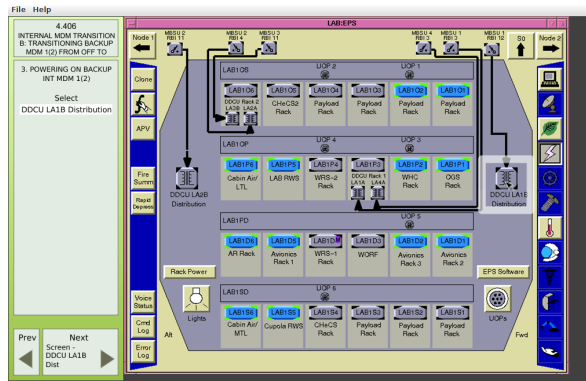 File Help
4.406
INTERNAL MDM TRANSITION
B: TRANSITIONING BACKUP
MDM 1(2) FROM OFF TO
3. POWERING ON BACKUP
INT MDM 1(2)
Select
DDCU LA1B Distribution
Prev
Next
Screen -
DDCU LA1B
Dist
LAB:EPS
Node 1
MBSU 2
RBI 11
MBSU 2
RBI 4
MBSU 3
RBI 11
MBSU 4
RBI 3
MBSU 1
RBI 3
MBSU 1
RBI 12
S0
Node 2
Clone
APV
Fire
Summ
Rapid
Depress
Voice
Status
Cmd
Log
Error
Log
LAB1OS
UOP 2
UOP 1
LAB1O6
LAB1O5
LAB1O4
LAB1O3
LAB1O2
LAB1O1
DDCU Rack 2
LA2B LA2A
CHeCS2
Rack
Payload
Rack
Payload
Rack
Payload
Rack
Payload
Rack
LAB1OP
UOP 4
UOP 3
LAB1P6
LAB1P5
LAB1P4
LAB1P3
LAB1P2
LAB1P1
Cabin Air/
LTL
LAB RWS
WRS-2
Rack
DDCU Rack 1
LA1A LA4A
WHC
Rack
OGS
Rack
DDCU LA2B
Distribution
DDCU LA1B
Distribution
LAB1PD
UOP 5
LAB1D6
LAB1D5
LAB1D
LAB1D3
LAB1D2
LAB1D1
AR Rack
Avionics
Rack 1
WRS-1
Rack
WORF
Avionics
Rack 3
Avionics
Rack 2
Rack Power
EPS Software
LAB1SD
UOP 6
LAB1S6
LAB1S5
LAB1S4
LAB1S3
LAB1S2
LAB1S1
Cabin Air/
MTL
Cupola RWS
CHeCS
Rack
Payload
Rack
Payload
Rack
Payload
Rack
Lights
UOPs
Aft
Fwd